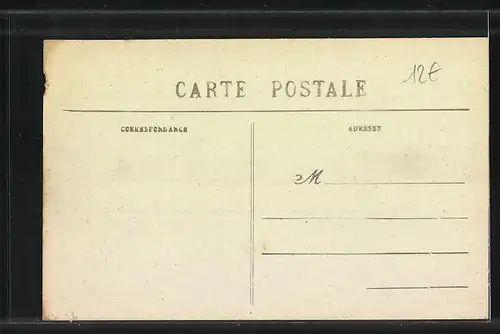 12€
CARTE POSTALE
CORRESPONDANCE
ADRESSE
M